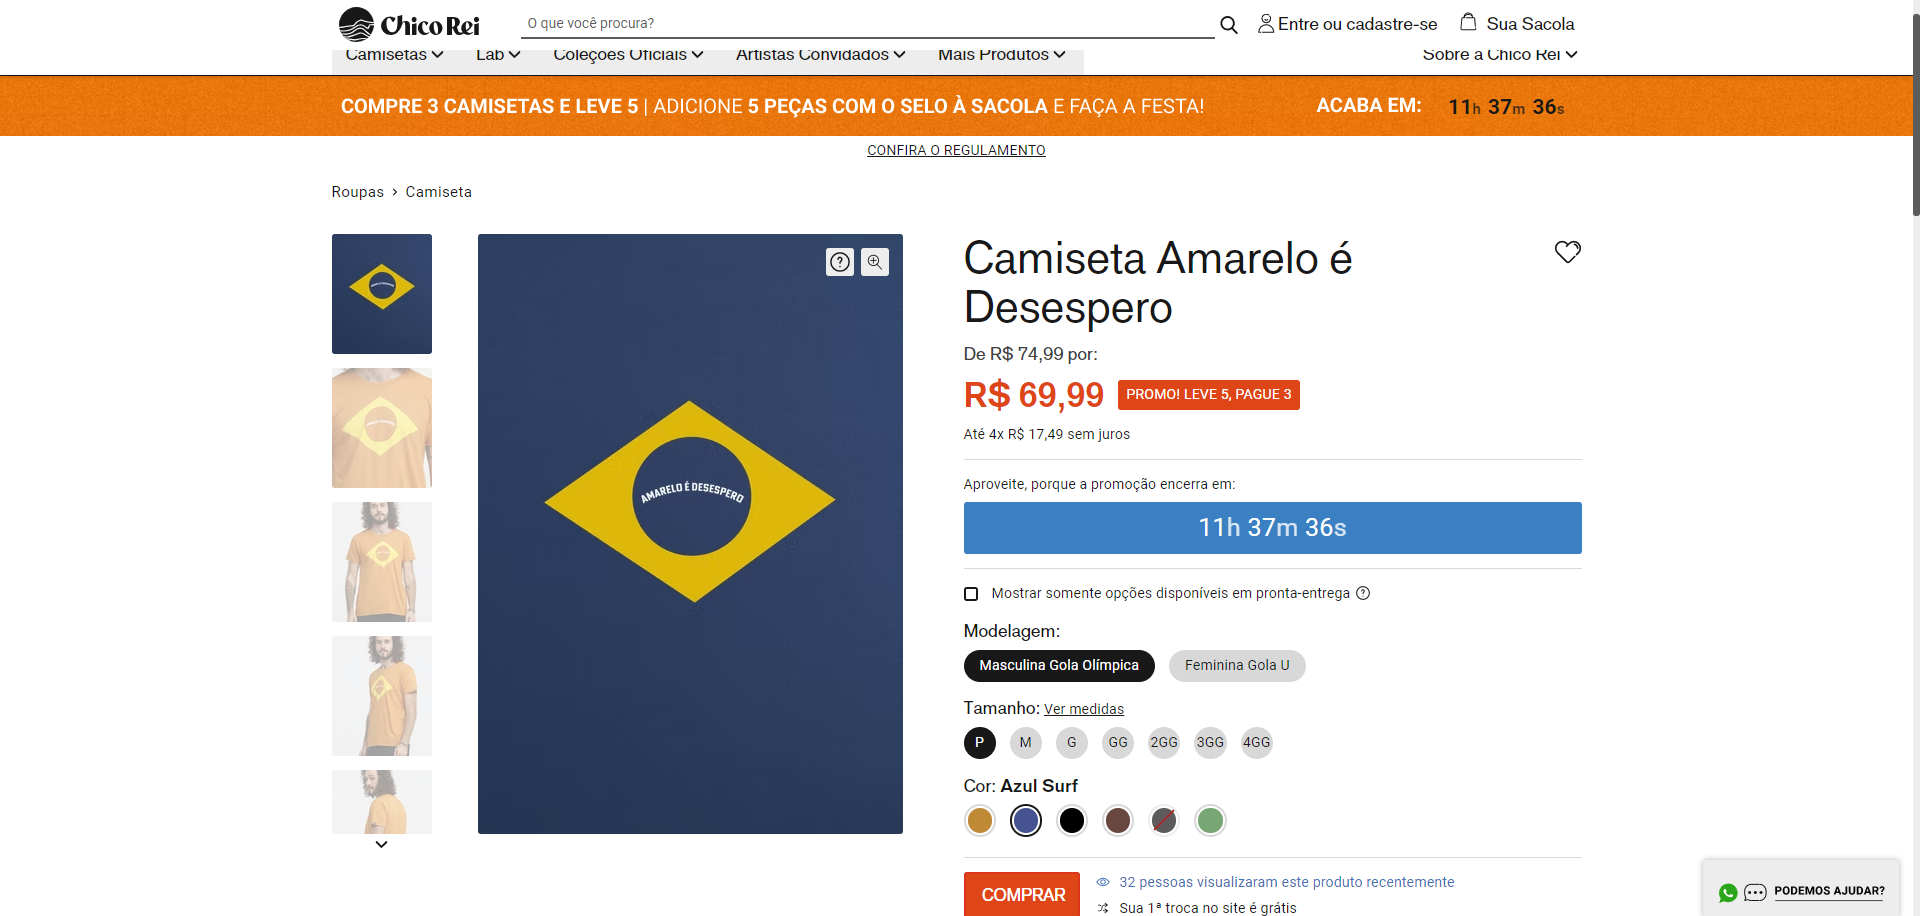 Chico Rei
O que você procura?
Entre ou cadastre-se
Sua Sacola
Camisetas
Lab
Coleções Oficiais
Artistas Convidados
Mais Produtos
Sobre a Chico Rei
COMPRE 3 CAMISETAS E LEVE 5 | ADICIONE 5 PEÇAS COM O SELO À SACOLA E FAÇA A FESTA!
ACABA EM: 11h 37m 36s
CONFIRA O REGULAMENTO
Roupas > Camiseta
AMARELO É DESESPERO
Camiseta Amarelo é
Desespero
De R$ 74,99 por:
R$ 69,99
PROMO! LEVE 5, PAGUE 3
Até 4x R$ 17,49 sem juros
Aproveite, porque a promoção encerra em:
11h 37m 36s
Mostrar somente opções disponíveis em pronta-entrega
Modelagem:
Masculina Gola Olímpica
Feminina Gola U
Tamanho: Ver medidas
P M G GG 2GG 3GG 4GG
Cor: Azul Surf
COMPRAR
32 pessoas visualizaram este produto recentemente
Sua 1ª troca no site é grátis
PODEMOS AJUDAR?